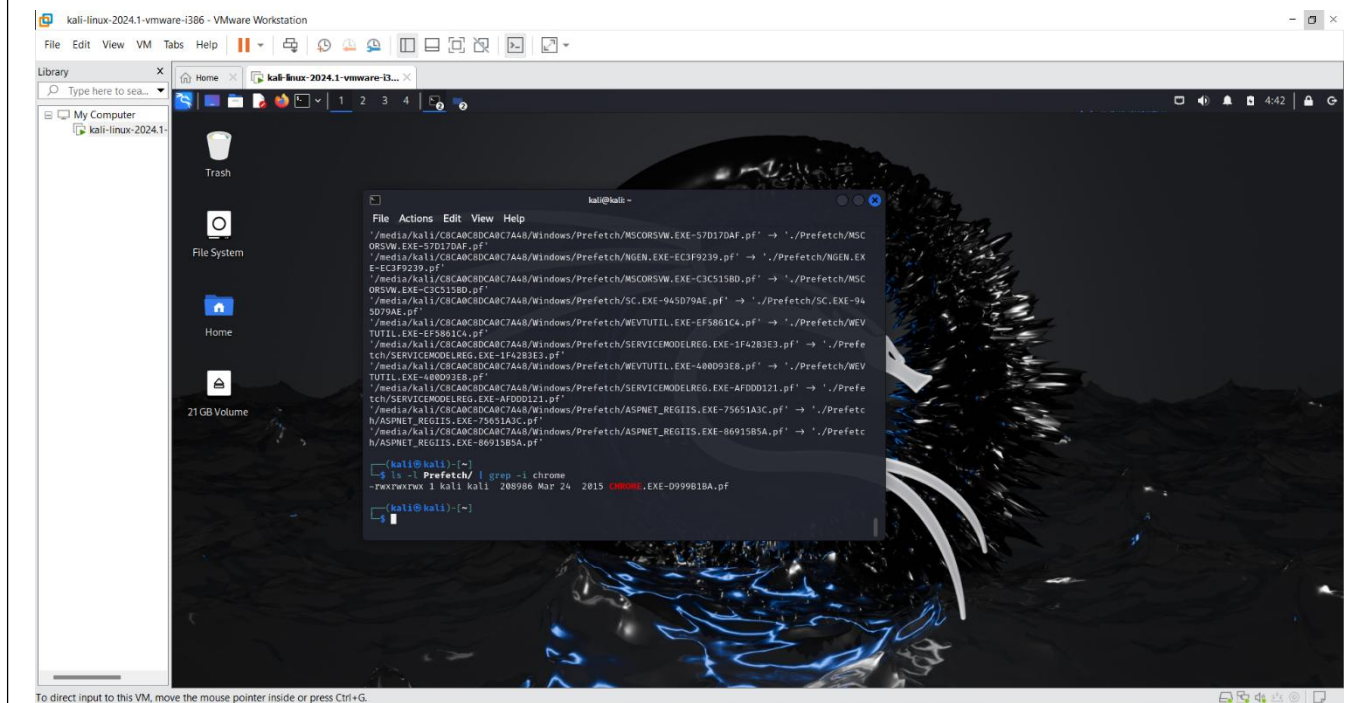 kali-linux-2024.1-vmware-i386 - VMware Workstation
File Edit View VM Tabs Help
Library
Type here to sea...
My Computer
kali-linux-2024.1-
Home
kali-linux-2024.1-vmware-i3...
1 2 3 4
2
2
4:42
Trash
File System
Home
21 GB Volume
kali@kali: ~
File Actions Edit View Help
'/media/kali/C8CA0C8DCA0C7A48/Windows/Prefetch/MSCORSVW.EXE-57D17DAF.pf' → './Prefetch/MSC
ORSVW.EXE-57D17DAF.pf'
'/media/kali/C8CA0C8DCA0C7A48/Windows/Prefetch/NGEN.EXE-EC3F9239.pf' → './Prefetch/NGEN.EX
E-EC3F9239.pf'
'/media/kali/C8CA0C8DCA0C7A48/Windows/Prefetch/MSCORSVW.EXE-C3C515BD.pf' → './Prefetch/MSC
ORSVW.EXE-C3C515BD.pf'
'/media/kali/C8CA0C8DCA0C7A48/Windows/Prefetch/SC.EXE-945D79AE.pf' → './Prefetch/SC.EXE-94
5D79AE.pf'
'/media/kali/C8CA0C8DCA0C7A48/Windows/Prefetch/WEVTUTIL.EXE-EF5861C4.pf' → './Prefetch/WEV
TUTIL.EXE-EF5861C4.pf'
'/media/kali/C8CA0C8DCA0C7A48/Windows/Prefetch/SERVICEMODELREG.EXE-1F42B3E3.pf' → './Prefe
tch/SERVICEMODELREG.EXE-1F42B3E3.pf'
'/media/kali/C8CA0C8DCA0C7A48/Windows/Prefetch/WEVTUTIL.EXE-400D93E8.pf' → './Prefetch/WEV
TUTIL.EXE-400D93E8.pf'
'/media/kali/C8CA0C8DCA0C7A48/Windows/Prefetch/SERVICEMODELREG.EXE-AFDDD121.pf' → './Prefe
tch/SERVICEMODELREG.EXE-AFDDD121.pf'
'/media/kali/C8CA0C8DCA0C7A48/Windows/Prefetch/ASPNET_REGIIS.EXE-75651A3C.pf' → './Prefetc
h/ASPNET_REGIIS.EXE-75651A3C.pf'
'/media/kali/C8CA0C8DCA0C7A48/Windows/Prefetch/ASPNET_REGIIS.EXE-86915B5A.pf' → './Prefetc
h/ASPNET_REGIIS.EXE-86915B5A.pf'
┌──(kali㉿kali)-[~]
└─$ ls -l Prefetch/ | grep -i chrome
-rwxrwxrwx 1 kali kali 208986 Mar 24 2015 CHROME.EXE-D999B1BA.pf
┌──(kali㉿kali)-[~]
└─$
To direct input to this VM, move the mouse pointer inside or press Ctrl+G.